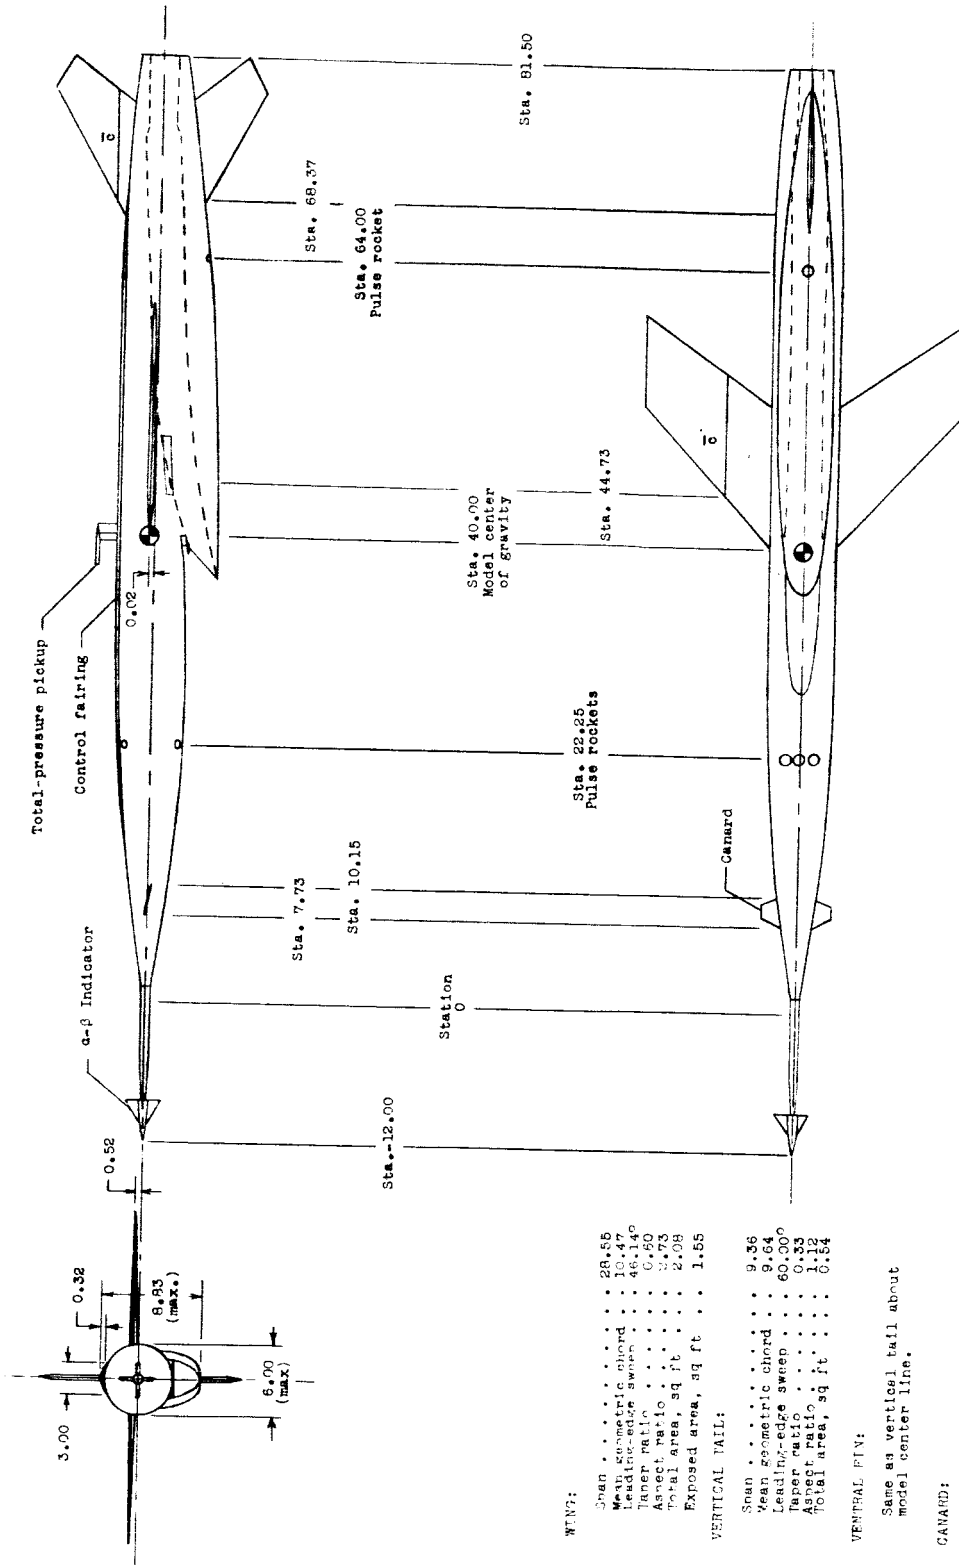 Total-pressure pickup
Control fairing
α-β Indicator
0.02
c̄
0.52
0.32
3.00
8.83
(max.)
6.00
(max)
Sta. 7.73
Sta. 10.15
Sta. 68.37
Sta. 64.00
Pulse rocket
Sta. 81.50
Sta. 40.00
Model center
of gravity
Sta. 44.73
Sta. 22.25
Pulse rockets
Station
0
Sta.-12.00
Canard
c̄
WING:
Span . . . . . . . . . . 28.55
Mean geometric chord . . 10.47
Leading-edge sweep . . . 46.14°
Taper ratio . . . . . . 0.60
Aspect ratio . . . . . . 2.73
Total area, sq ft . . . 2.08
Exposed area, sq ft . . 1.55
VERTICAL TAIL:
Span . . . . . . . . . . 9.36
Mean geometric chord . . 9.64
Leading-edge sweep . . . 60.00°
Taper ratio . . . . . . 0.33
Aspect ratio . . . . . . 1.12
Total area, sq ft . . . 0.54
VENTRAL FIN:
Same as vertical tail about
model center line.
CANARD: